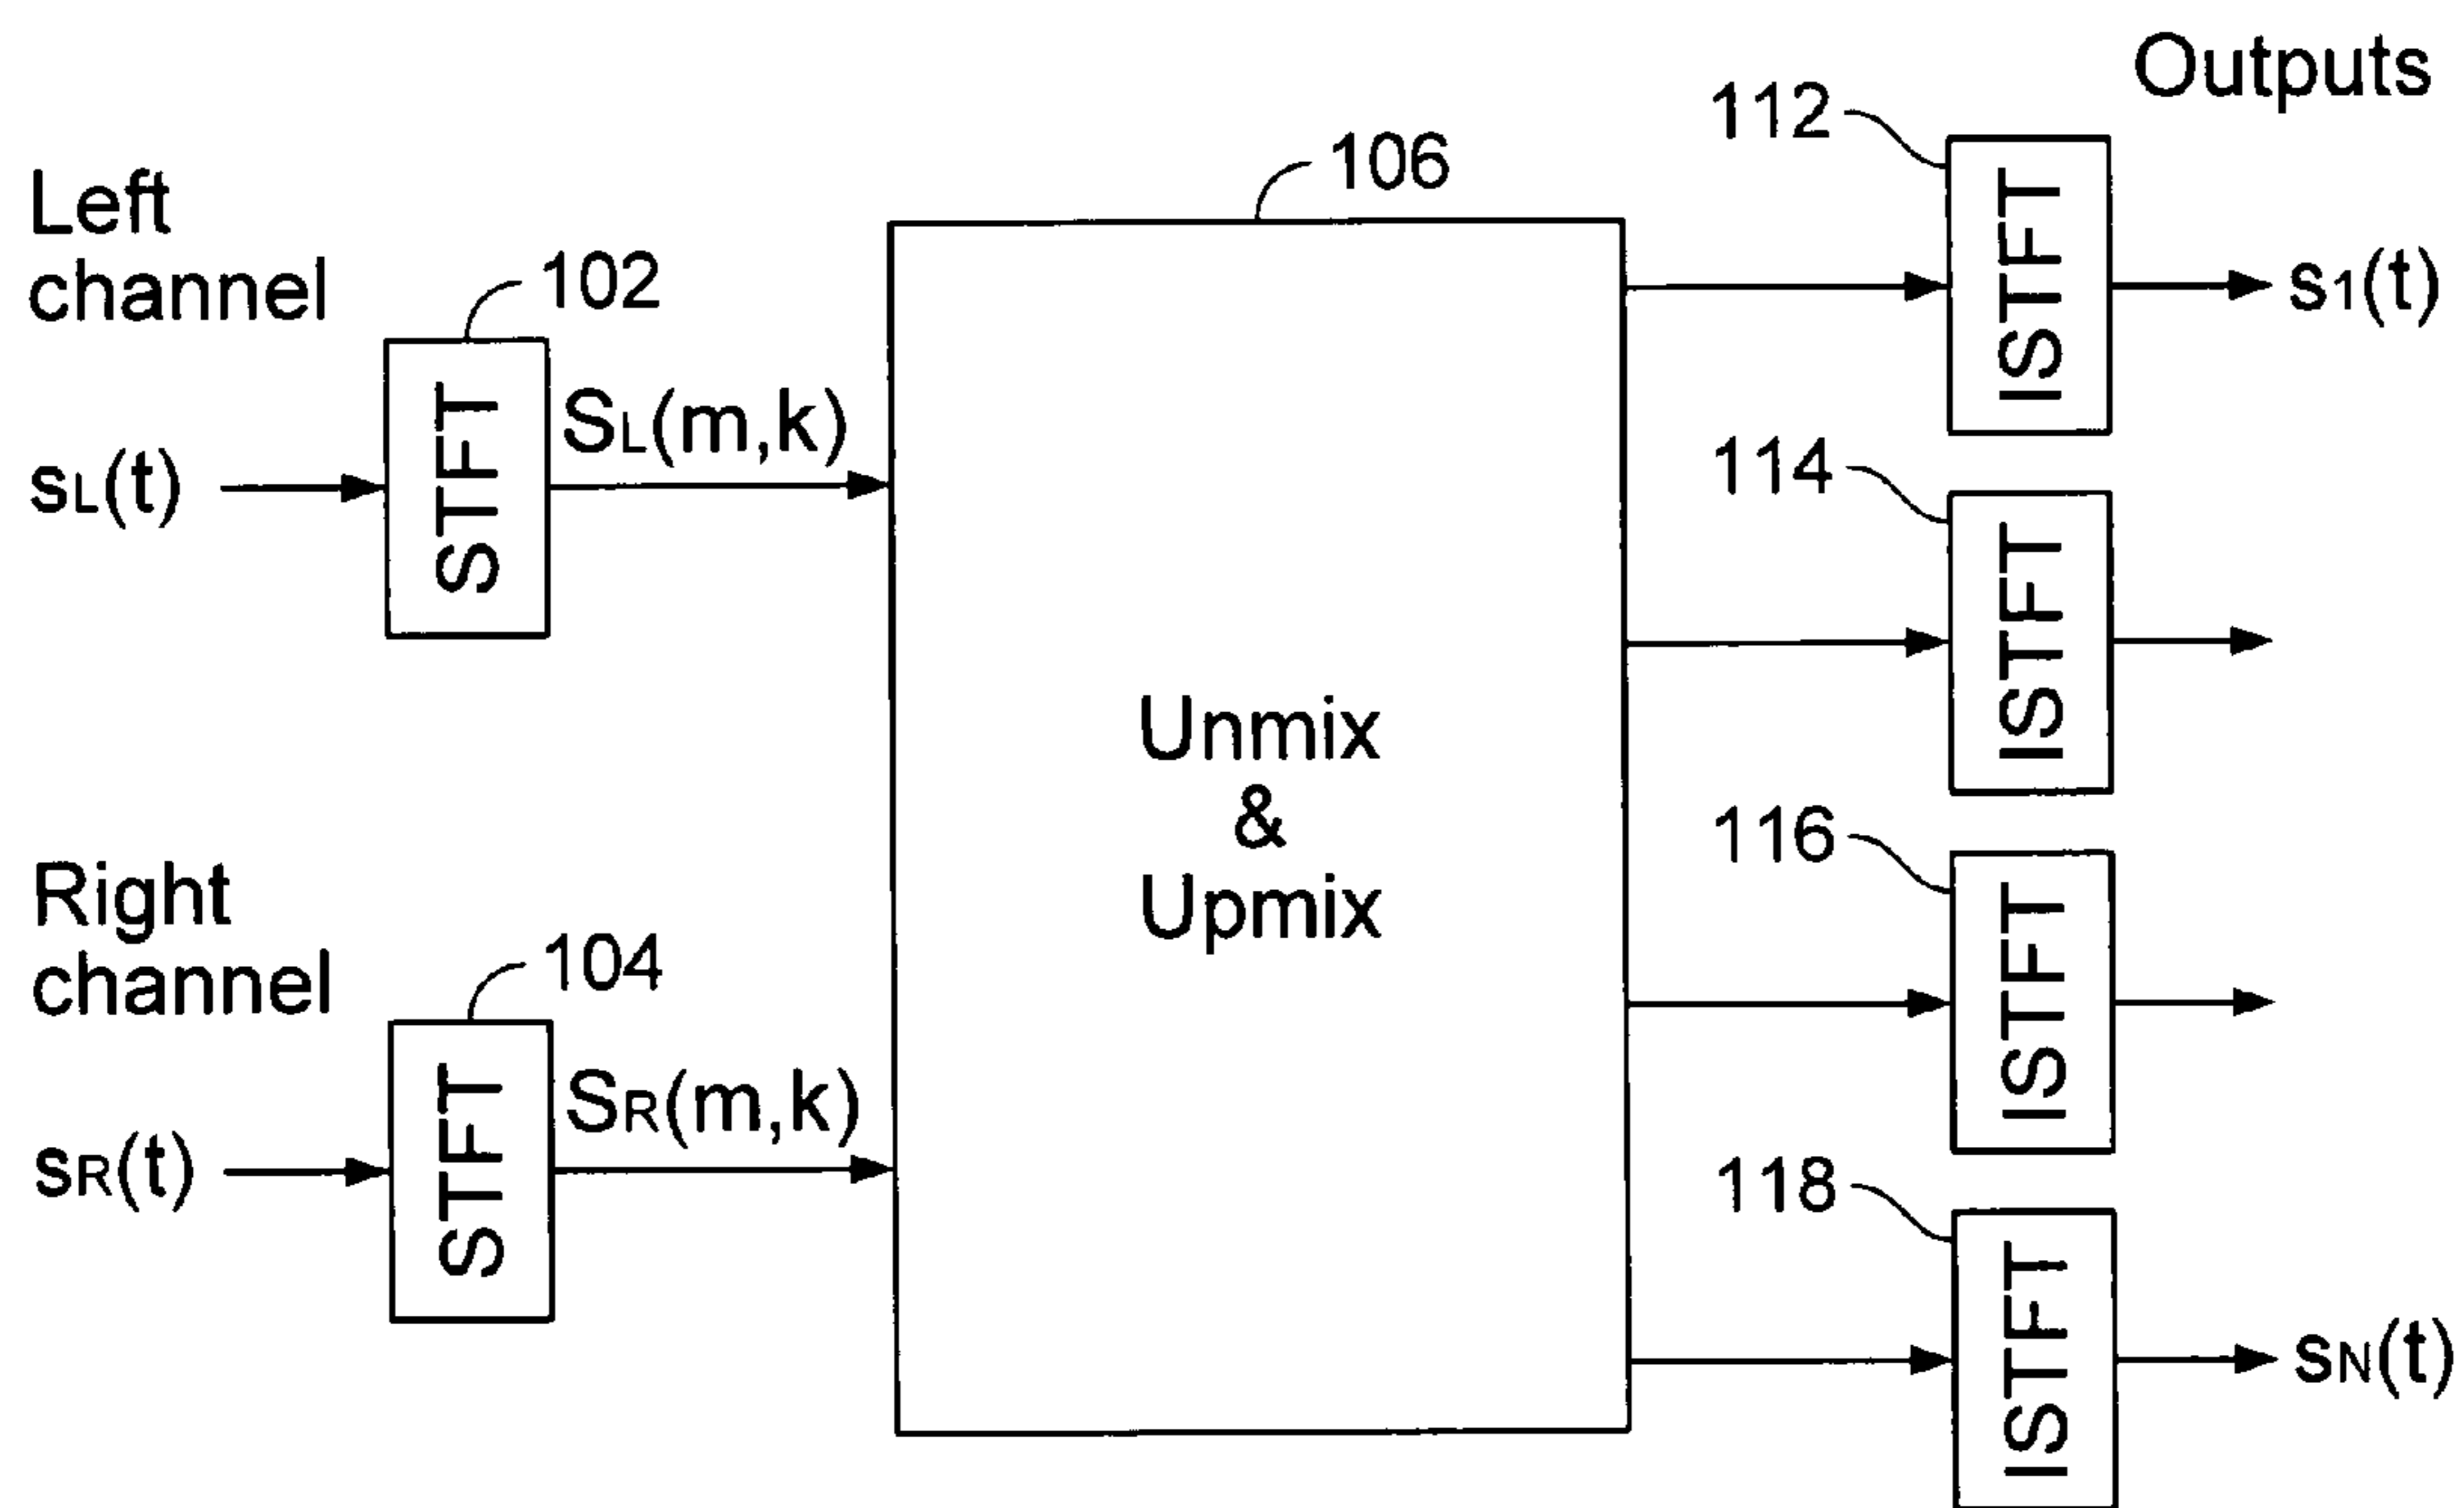 Outputs
112
106
Left
channel
102
ISTFT
s1(t)
STFT
SL(m,k)
sL(t)
114
ISTFT
Unmix
&
Upmix
116
ISTFT
Right
channel
104
STFT
SR(m,k)
sR(t)
118
ISTFT
sN(t)